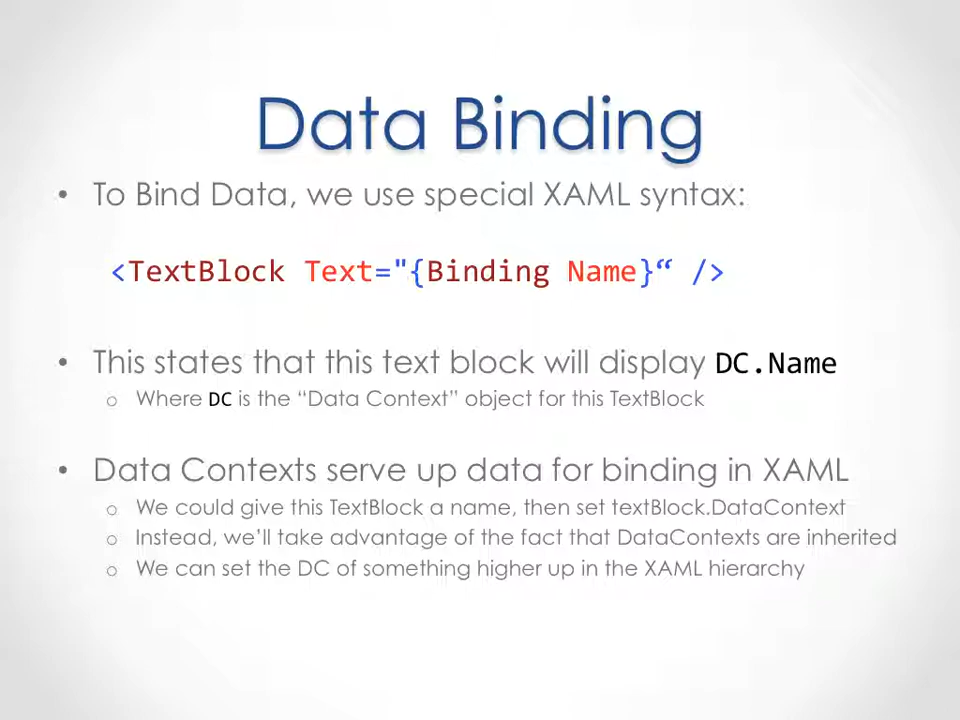 Data Binding
• To Bind Data, we use special XAML syntax:
<TextBlock Text="{Binding Name}“ />
• This states that this text block will display DC.Name
o Where DC is the “Data Context” object for this TextBlock
• Data Contexts serve up data for binding in XAML
o We could give this TextBlock a name, then set textBlock.DataContext
o Instead, we’ll take advantage of the fact that DataContexts are inherited
o We can set the DC of something higher up in the XAML hierarchy